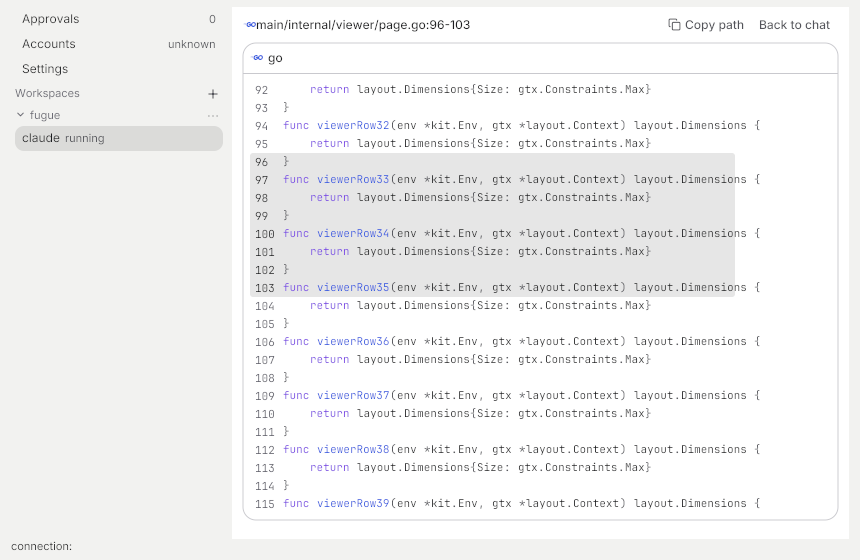 Approvals 0
Accounts unknown
Settings
Workspaces +
fugue ...
claude running
connection:
GO main/internal/viewer/page.go:96-103 Copy path Back to chat
GO go
92     return layout.Dimensions{Size: gtx.Constraints.Max}
93 }
94 func viewerRow32(env *kit.Env, gtx *layout.Context) layout.Dimensions {
95     return layout.Dimensions{Size: gtx.Constraints.Max}
96 }
97 func viewerRow33(env *kit.Env, gtx *layout.Context) layout.Dimensions {
98     return layout.Dimensions{Size: gtx.Constraints.Max}
99 }
100 func viewerRow34(env *kit.Env, gtx *layout.Context) layout.Dimensions {
101     return layout.Dimensions{Size: gtx.Constraints.Max}
102 }
103 func viewerRow35(env *kit.Env, gtx *layout.Context) layout.Dimensions {
104     return layout.Dimensions{Size: gtx.Constraints.Max}
105 }
106 func viewerRow36(env *kit.Env, gtx *layout.Context) layout.Dimensions {
107     return layout.Dimensions{Size: gtx.Constraints.Max}
108 }
109 func viewerRow37(env *kit.Env, gtx *layout.Context) layout.Dimensions {
110     return layout.Dimensions{Size: gtx.Constraints.Max}
111 }
112 func viewerRow38(env *kit.Env, gtx *layout.Context) layout.Dimensions {
113     return layout.Dimensions{Size: gtx.Constraints.Max}
114 }
115 func viewerRow39(env *kit.Env, gtx *layout.Context) layout.Dimensions {